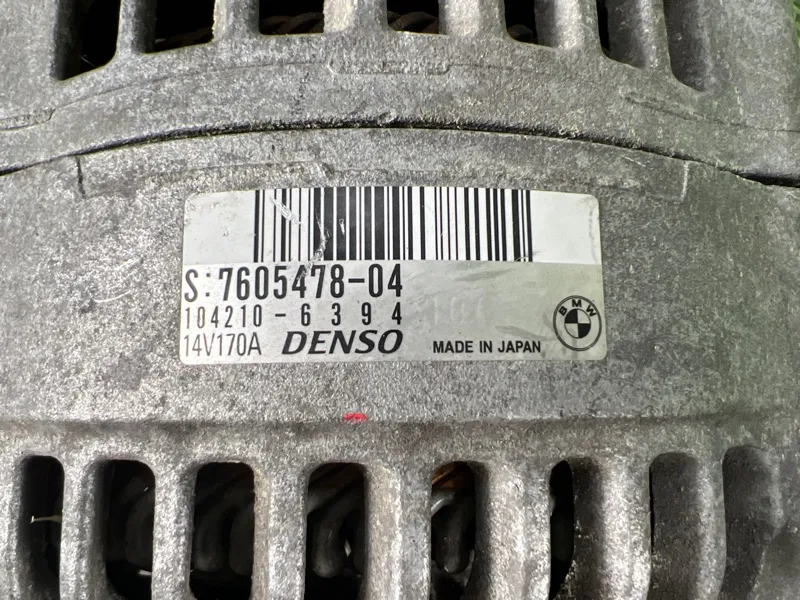 S:7605478-04
104210-6394
14V170A DENSO MADE IN JAPAN
BMW